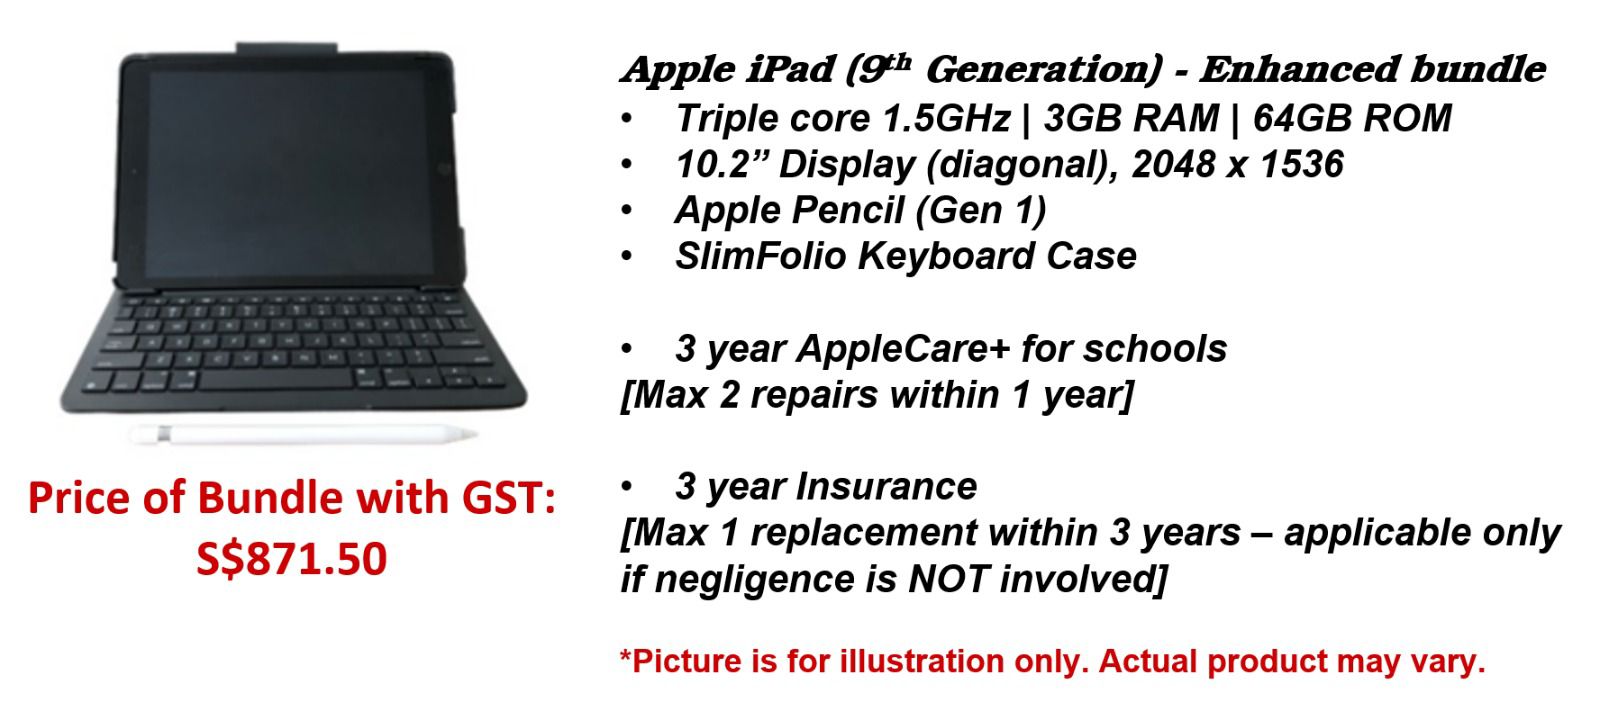 Apple iPad (9th Generation) - Enhanced bundle
• Triple core 1.5GHz | 3GB RAM | 64GB ROM
• 10.2” Display (diagonal), 2048 x 1536
• Apple Pencil (Gen 1)
• SlimFolio Keyboard Case
• 3 year AppleCare+ for schools
[Max 2 repairs within 1 year]
• 3 year Insurance
[Max 1 replacement within 3 years – applicable only
if negligence is NOT involved]
*Picture is for illustration only. Actual product may vary.
Price of Bundle with GST:
S$871.50